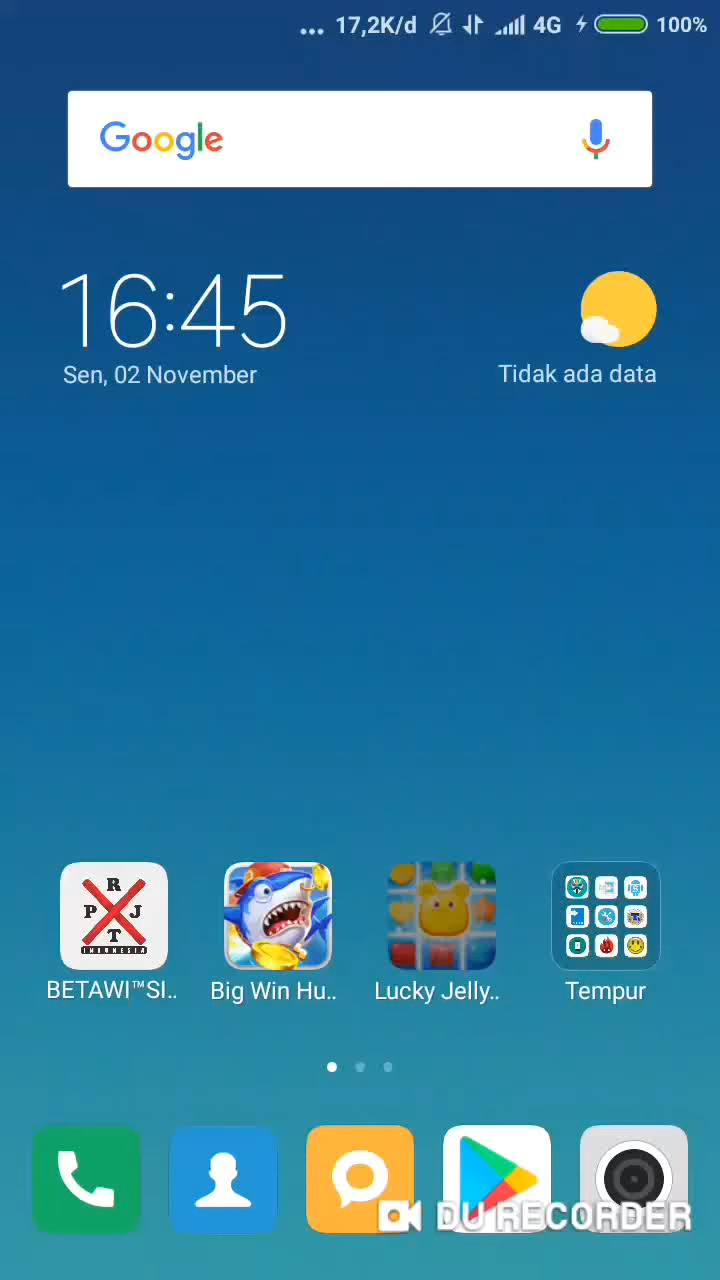 ... 17,2K/d 4G 100%
Google
16:45
Sen, 02 November
Tidak ada data
R
P J
T
INDONESIA
BETAWI™SI..
Big Win Hu..
Lucky Jelly..
Tempur
DU RECORDER